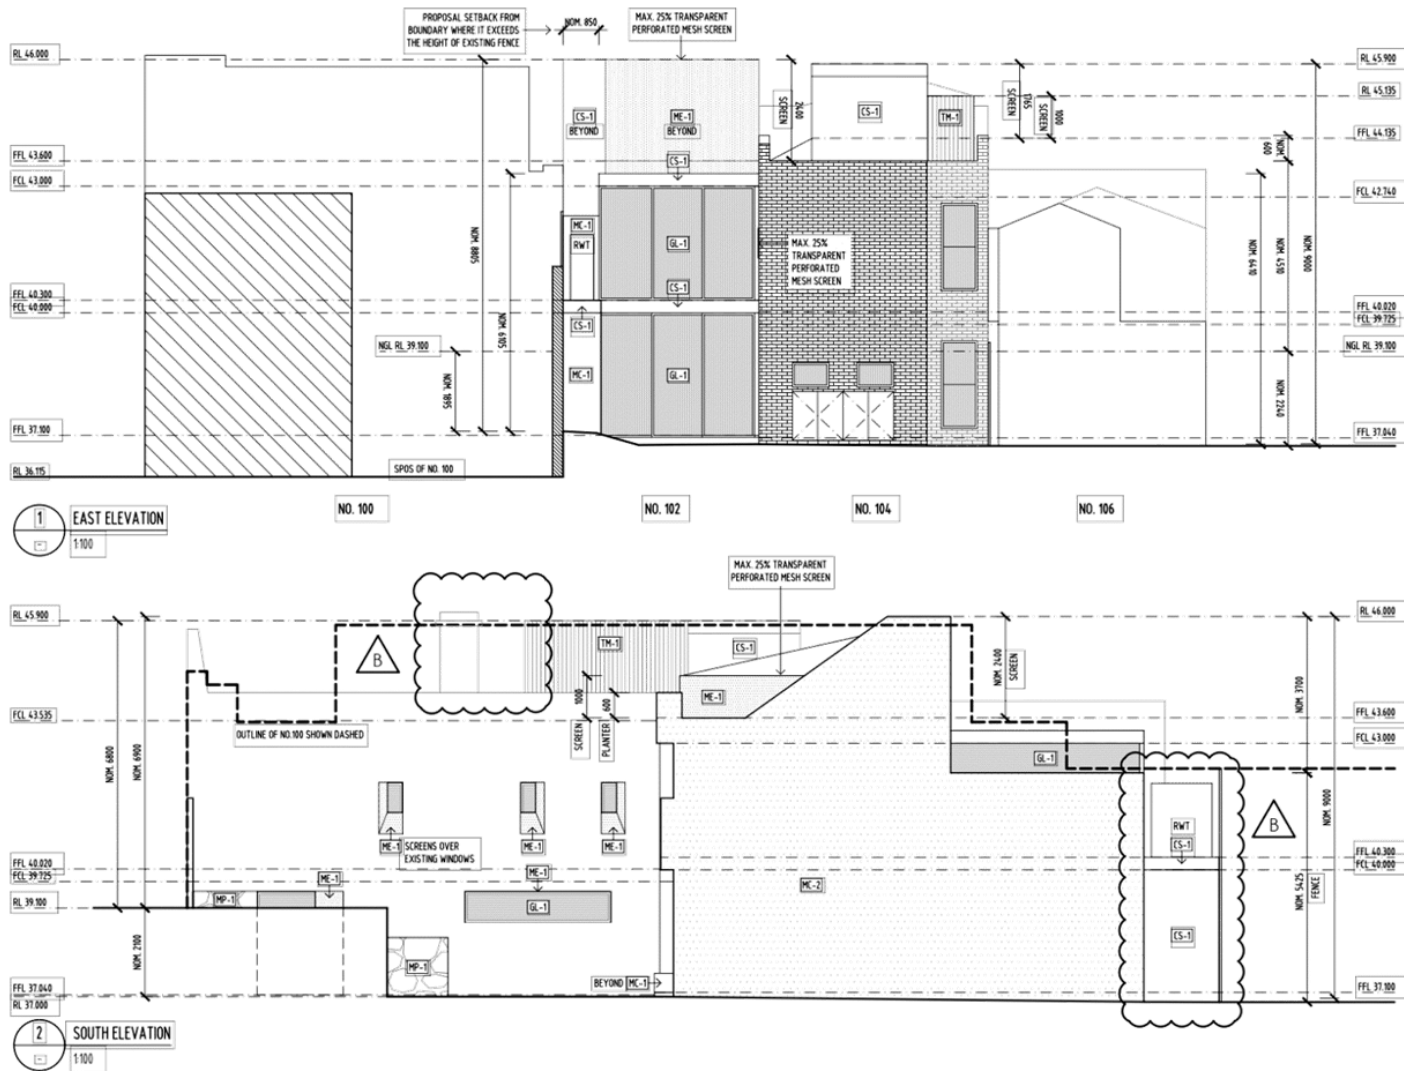 PROPOSAL SETBACK FROM
BOUNDARY WHERE IT EXCEEDS
THE HEIGHT OF EXISTING FENCE
NOM. 850
MAX. 25% TRANSPARENT
PERFORATED MESH SCREEN
RL 46.000
RL 45.900
RL 45.135
FFL 44.135
FFL 43.600
FCL 43.000
FCL 42.740
CS-1
BEYOND
ME-1
BEYOND
CS-1
2400
SCREEN
CS-1
TM-1
1765
SCREEN
1000
SCREEN
NOM.
600
MC-1
RWT
GL-1
CS-1
MAX. 25%
TRANSPARENT
PERFORATED
MESH SCREEN
NOM. 8805
NOM. 6105
NOM. 6410
NOM. 4510
NOM. 9000
FFL 40.300
FCL 40.000
FFL 40.020
FCL 39.725
CS-1
NGL RL 39.100
NGL RL 39.100
MC-1
GL-1
NOM. 1895
NOM. 2240
FFL 37.100
FFL 37.040
RL 36.115
SPOS OF NO. 100
NO. 100
NO. 102
NO. 104
NO. 106
1
EAST ELEVATION
1:100
MAX. 25% TRANSPARENT
PERFORATED MESH SCREEN
RL 45.900
RL 46.000
B
TM-1
CS-1
ME-1
1000
SCREEN
600
PLANTER
NOM. 2400
SCREEN
NOM. 3700
FCL 43.535
FFL 43.600
FCL 43.000
OUTLINE OF NO.100 SHOWN DASHED
GL-1
NOM. 6800
NOM. 6900
NOM. 9000
ME-1
SCREENS OVER
EXISTING WINDOWS
ME-1
ME-1
RWT
CS-1
B
FFL 40.020
FCL 39.725
FFL 40.300
FCL 40.000
ME-1
ME-1
MC-2
RL 39.100
MP-1
GL-1
NOM. 5425
FENCE
NOM. 2100
MP-1
CS-1
BEYOND
MC-1
FFL 37.040
RL 37.000
FFL 37.100
2
SOUTH ELEVATION
1:100